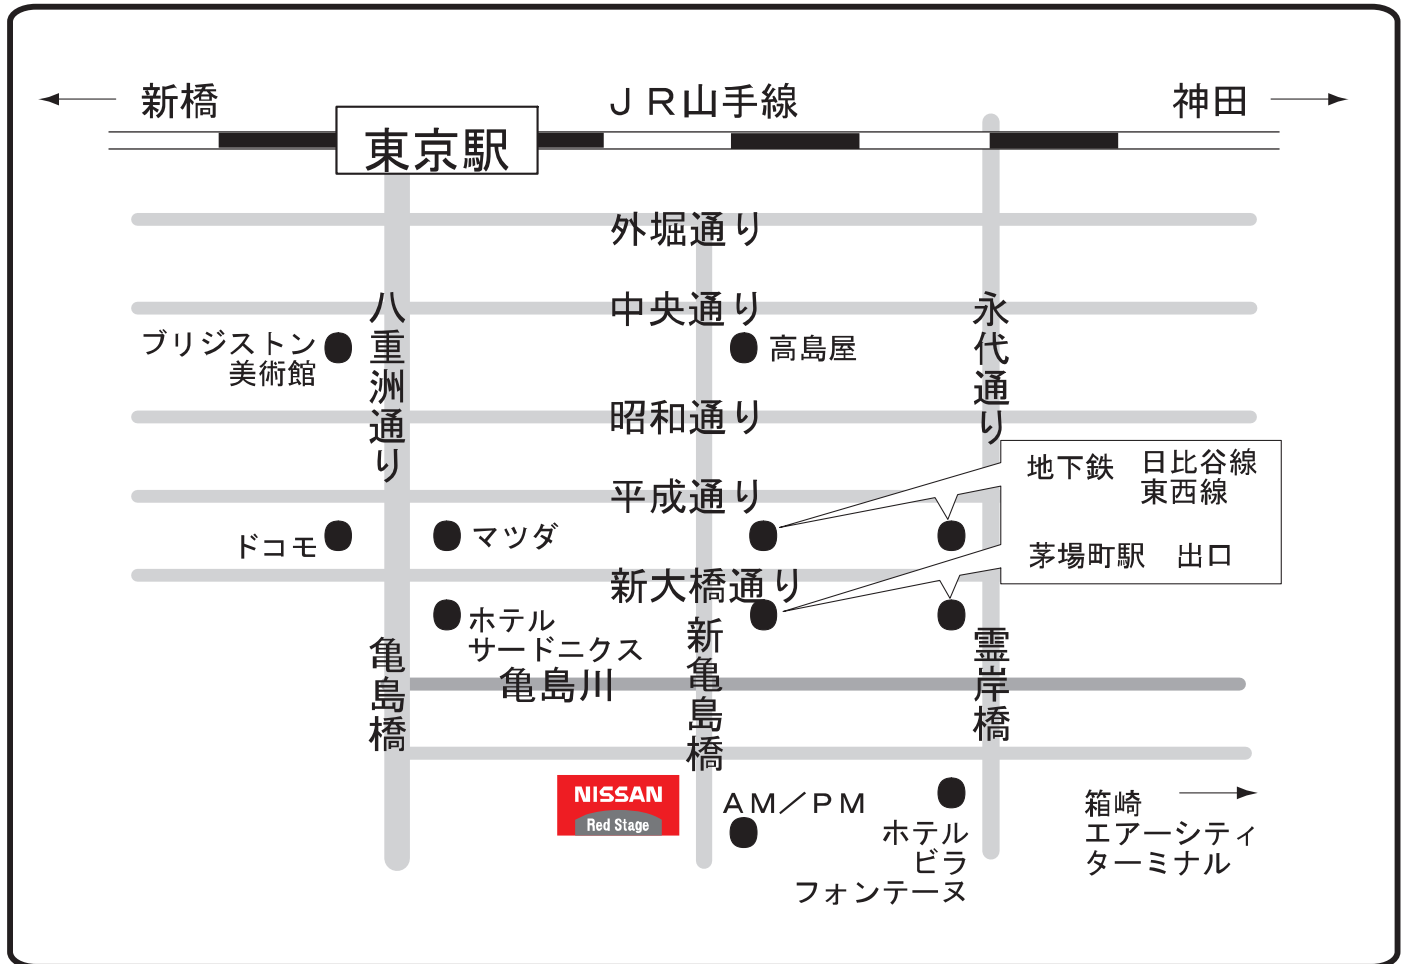 新橋
ＪＲ山手線
神田
東京駅
外堀通り
中央通り
八重洲通り
永代通り
ブリジストン
美術館
高島屋
昭和通り
地下鉄　日比谷線
東西線
平成通り
ドコモ
マツダ
茅場町駅　出口
新大橋通り
ホテル
サードニクス
亀島川
亀島橋
新亀島橋
霊岸橋
NISSAN
Red Stage
ＡＭ／ＰＭ
ホテル
ビラ
フォンテーヌ
箱崎
エアーシティ
ターミナル